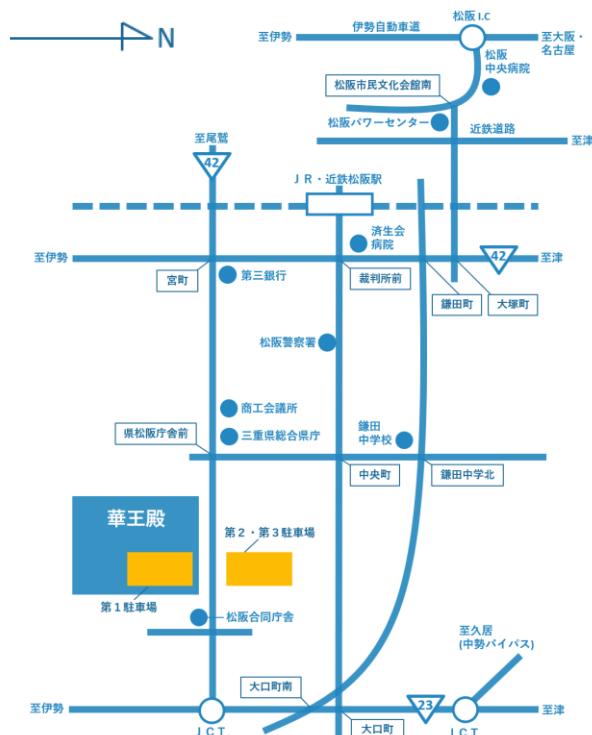 N
松阪 I.C
伊勢自動車道
至伊勢
至大阪・
名古屋
松阪
中央病院
松阪市民文化会館南
松阪パワーセンター
近鉄道路
至津
至尾鷲
42
ＪＲ・近鉄松阪駅
済生会
病院
至伊勢
42
至津
宮町
第三銀行
裁判所前
鎌田町
大塚町
松阪警察署
商工会議所
三重県総合県庁
県松阪庁舎前
鎌田
中学校
中央町
鎌田中学北
華王殿
第２・第３駐車場
第１駐車場
松阪合同庁舎
至久居
(中勢バイパス)
大口町南
至伊勢
23
至津
ＪＣＴ
大口町
ＪＣＴ